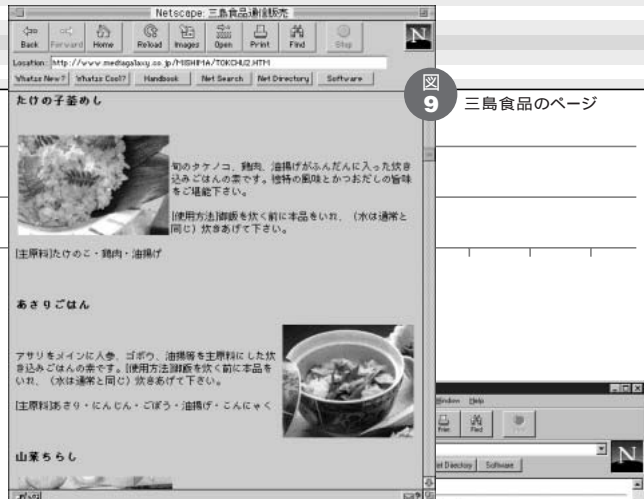 Netscape: 三島食品通信販売
Back Forward Home Reload Images Open Print Find Stop
N
Location: http://www.mediagalaxy.co.jp/MISHIMA/TOKCHU2.HTM
What's New? What's Cool? Handbook Net Search Net Directory Software
図
9
三島食品のページ
たけの子釜めし
旬のタケノコ、鶏肉、油揚げがふんだんに入った炊き
込みごはんの素です。独特の風味とかつおだしの旨味
をご堪能下さい。
[使用方法]御飯を炊く前に本品をいれ、（水は通常と
同じ）炊きあげて下さい。
[主原料]たけのこ・鶏肉・油揚げ
あさりごはん
アサリをメインに人参、ゴボウ、油揚等を主原料にした炊
き込みごはんの素です。[使用方法]御飯を炊く前に本品を
いれ、（水は通常と同じ）炊きあげて下さい。
[主原料]あさり・にんじん・ごぼう・油揚げ・こんにゃく
山菜ちらし
Window Help
Print Find
N
et Directory Software